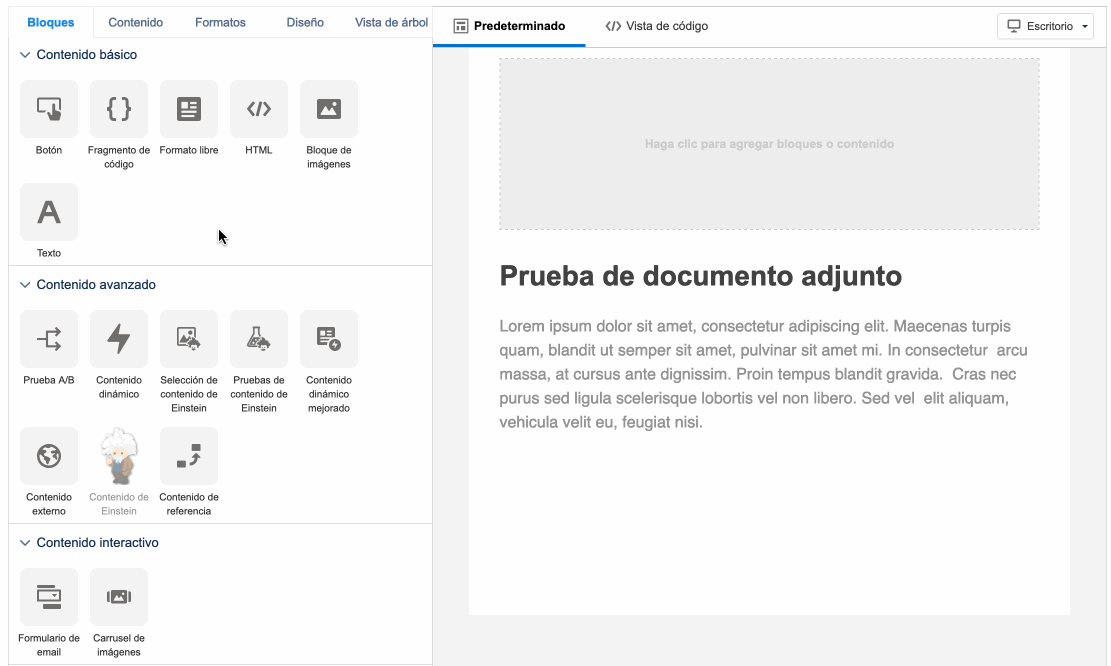 Bloques Contenido Formatos Diseño Vista de árbol
Predeterminado Vista de código Escritorio
Contenido básico
Botón
Fragmento de
código
Formato libre
HTML
Bloque de
imágenes
Texto
Contenido avanzado
Prueba A/B
Contenido
dinámico
Selección de
contenido de
Einstein
Pruebas de
contenido de
Einstein
Contenido
dinámico
mejorado
Contenido
externo
Contenido de
Einstein
Contenido de
referencia
Contenido interactivo
Formulario de
email
Carrusel de
imágenes
Haga clic para agregar bloques o contenido
Prueba de documento adjunto
Lorem ipsum dolor sit amet, consectetur adipiscing elit. Maecenas turpis
quam, blandit ut semper sit amet, pulvinar sit amet mi. In consectetur  arcu
massa, at cursus ante dignissim. Proin tempus blandit gravida.  Cras nec
purus sed ligula scelerisque lobortis vel non libero. Sed vel  elit aliquam,
vehicula velit eu, feugiat nisi.